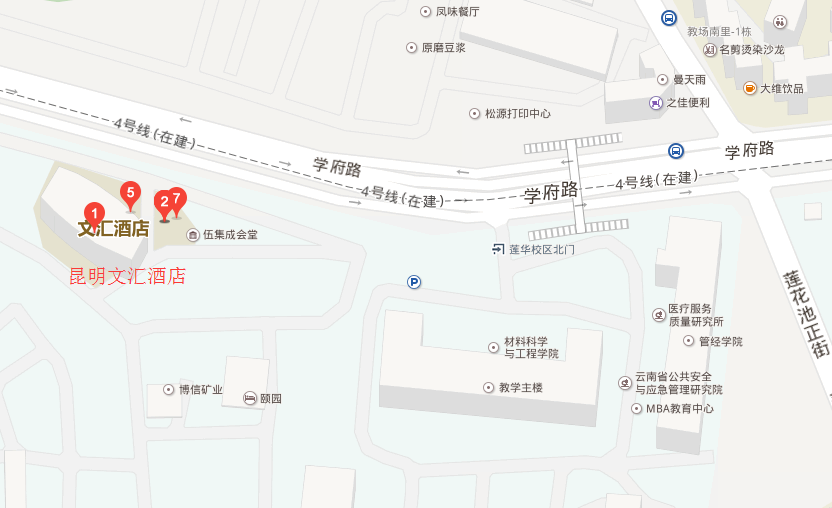 凤味餐厅
教场南里-1栋
原磨豆浆
名剪烫染沙龙
曼天雨
大维饮品
之佳便利
松源打印中心
4号线(在建)
学府路
学府路
4号线(在建)
学府路
4号线(在建)
5
2
7
1
文汇酒店
伍集成会堂
莲华校区北门
昆明文汇酒店
P
莲花池正街
医疗服务
质量研究所
材料科学
与工程学院
管经学院
云南省公共安全
与应急管理研究院
博信矿业
颐园
教学主楼
MBA教育中心